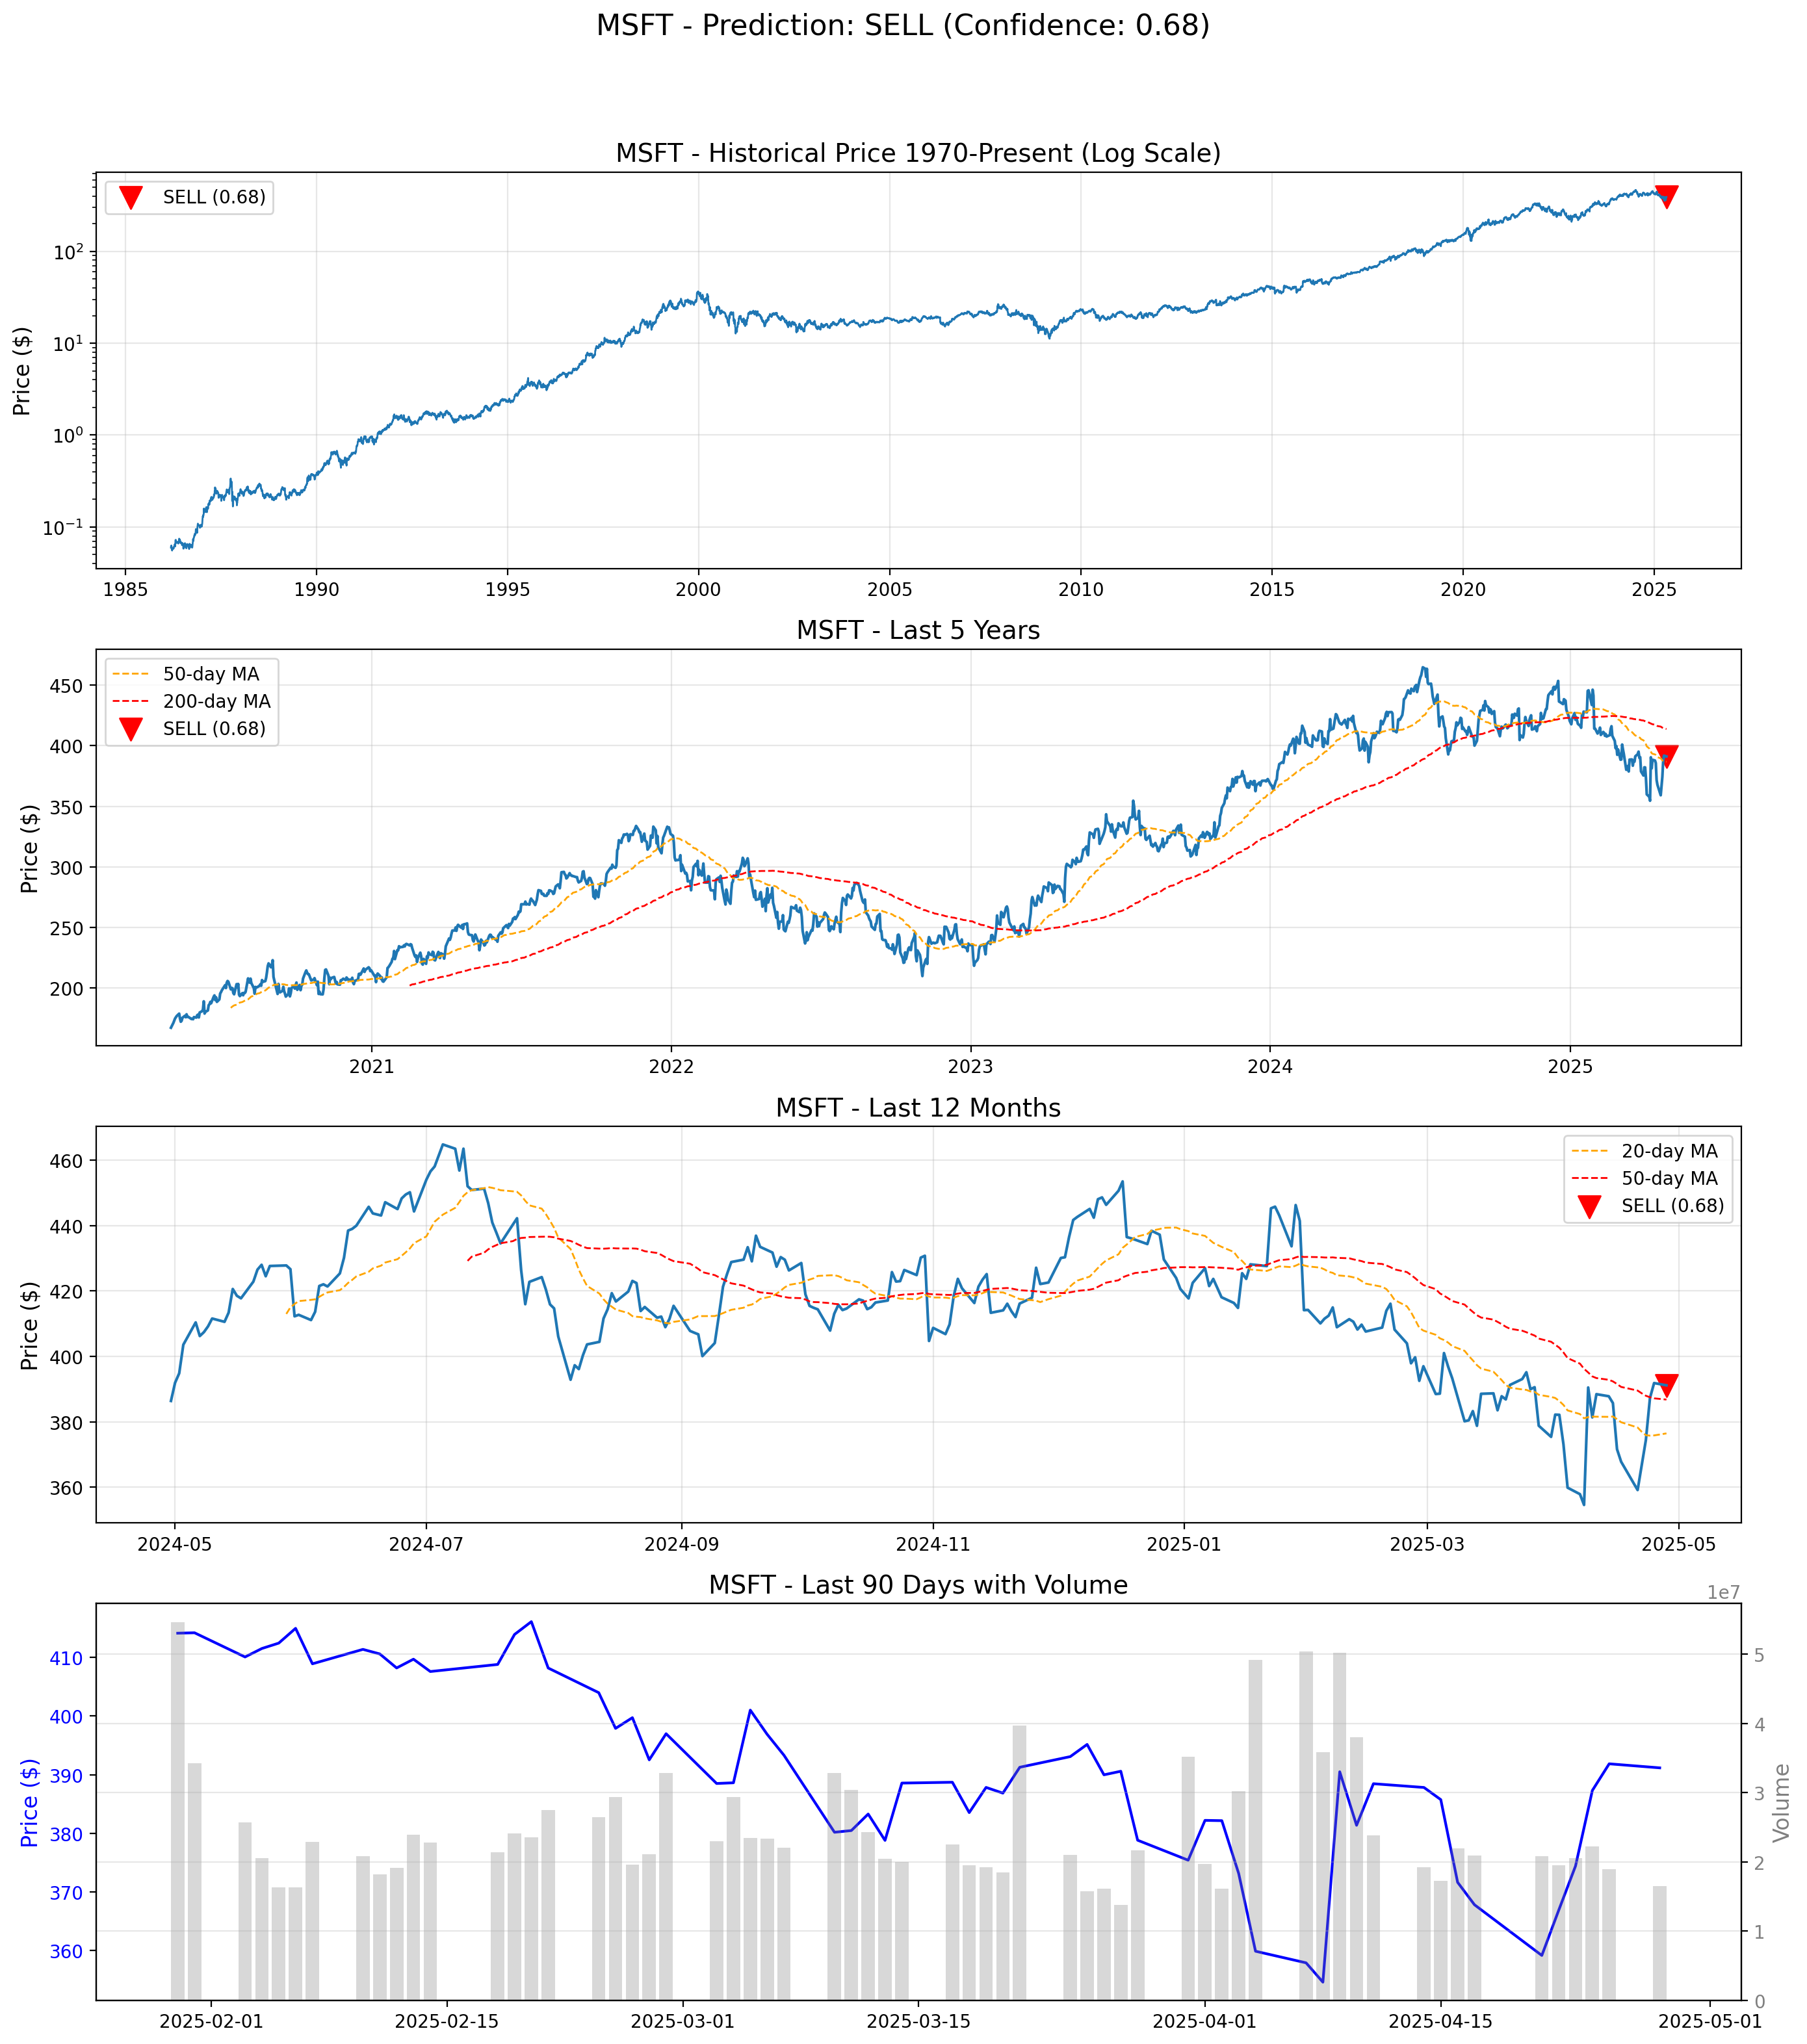 MSFT - Prediction: SELL (Confidence: 0.68)
MSFT - Historical Price 1970-Present (Log Scale)
SELL (0.68)
Price ($)
10²
10¹
10⁰
10⁻¹
1985 1990 1995 2000 2005 2010 2015 2020 2025
MSFT - Last 5 Years
50-day MA
200-day MA
SELL (0.68)
Price ($)
450
400
350
300
250
200
2021 2022 2023 2024 2025
MSFT - Last 12 Months
20-day MA
50-day MA
SELL (0.68)
Price ($)
460
440
420
400
380
360
2024-05 2024-07 2024-09 2024-11 2025-01 2025-03 2025-05
MSFT - Last 90 Days with Volume
1e7
Price ($)
410
400
390
380
370
360
5
4
3
2
1
0
Volume
2025-02-01 2025-02-15 2025-03-01 2025-03-15 2025-04-01 2025-04-15 2025-05-01